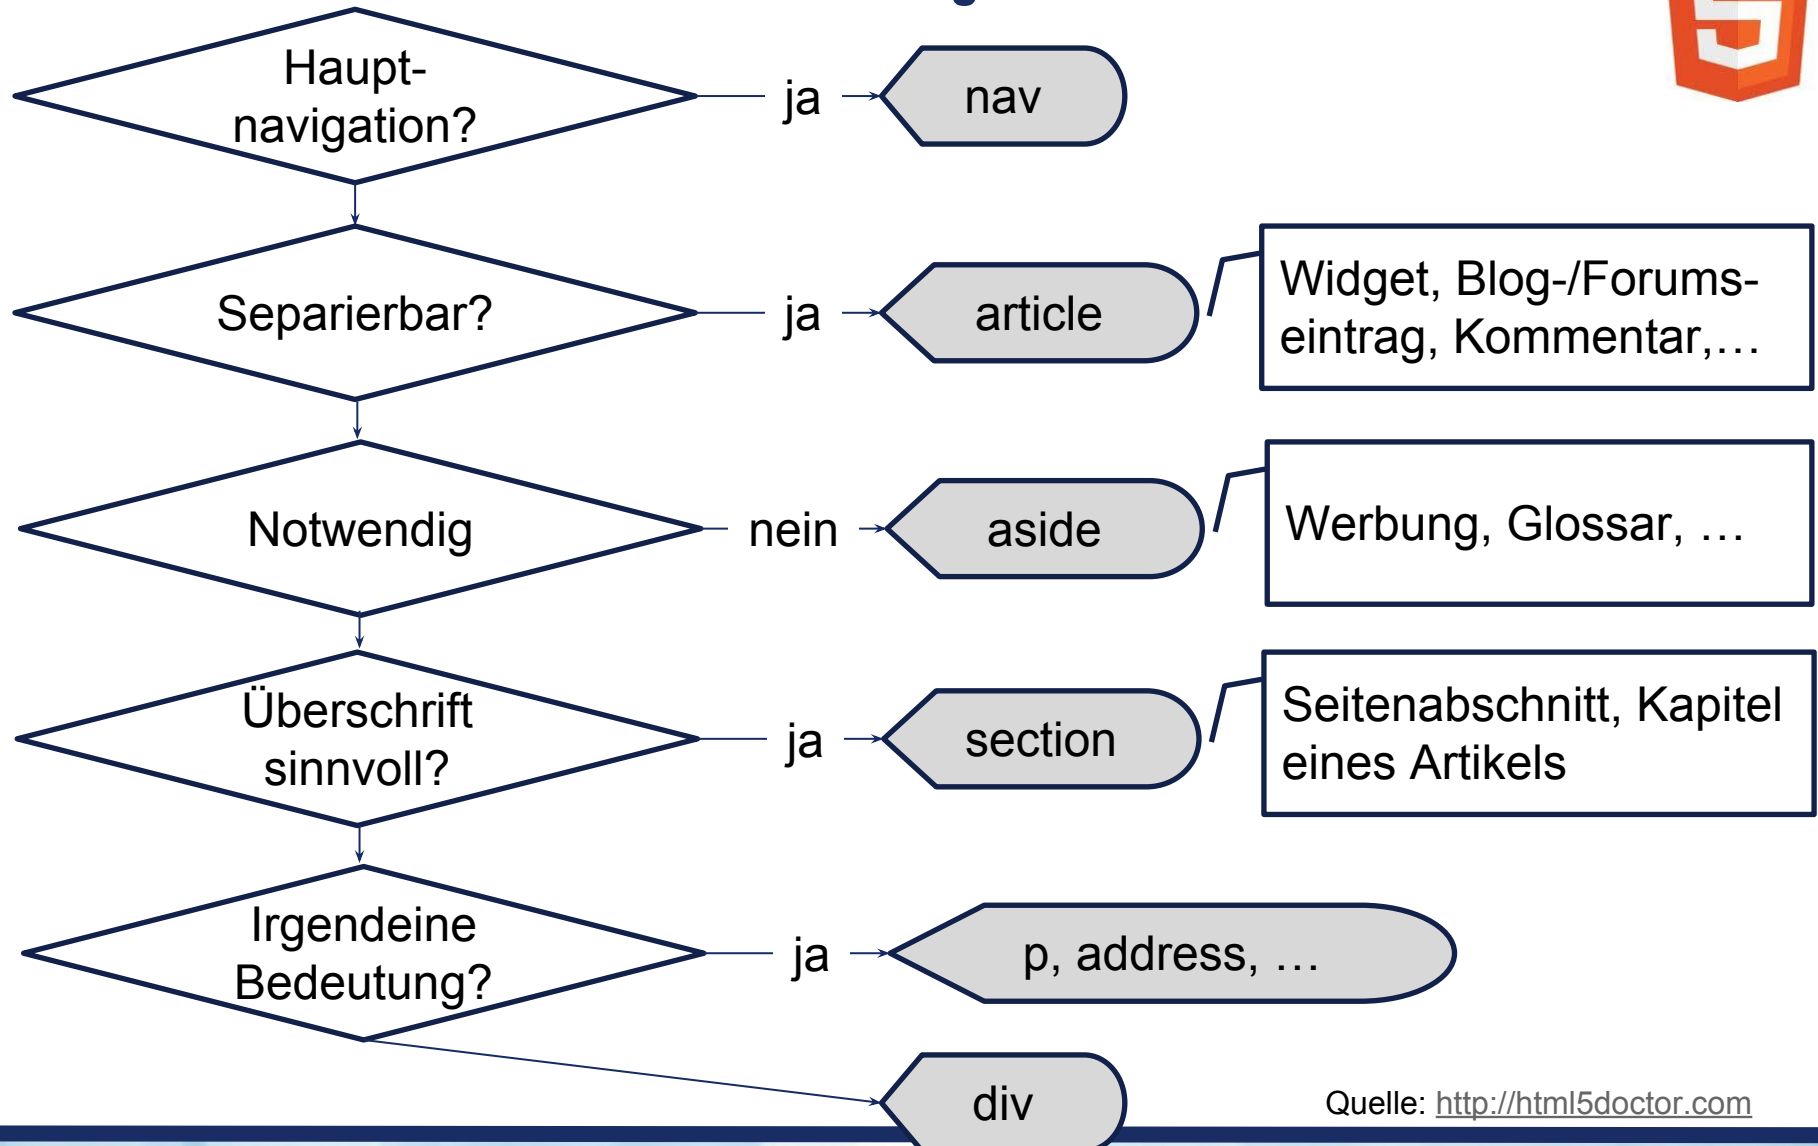 Haupt-
navigation?
ja
nav
Separierbar?
ja
article
Widget, Blog-/Forums-
eintrag, Kommentar,…
Notwendig
nein
aside
Werbung, Glossar, …
Überschrift
sinnvoll?
ja
section
Seitenabschnitt, Kapitel
eines Artikels
Irgendeine
Bedeutung?
ja
p, address, …
div
Quelle: http://html5doctor.com